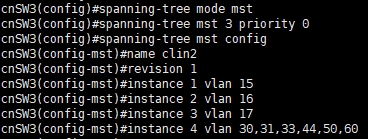 cnSW3(config)#spanning-tree mode mst
cnSW3(config)#spanning-tree mst 3 priority 0
cnSW3(config)#spanning-tree mst config
cnSW3(config-mst)#name clin2
cnSW3(config-mst)#revision 1
cnSW3(config-mst)#instance 1 vlan 15
cnSW3(config-mst)#instance 2 vlan 16
cnSW3(config-mst)#instance 3 vlan 17
cnSW3(config-mst)#instance 4 vlan 30,31,33,44,50,60